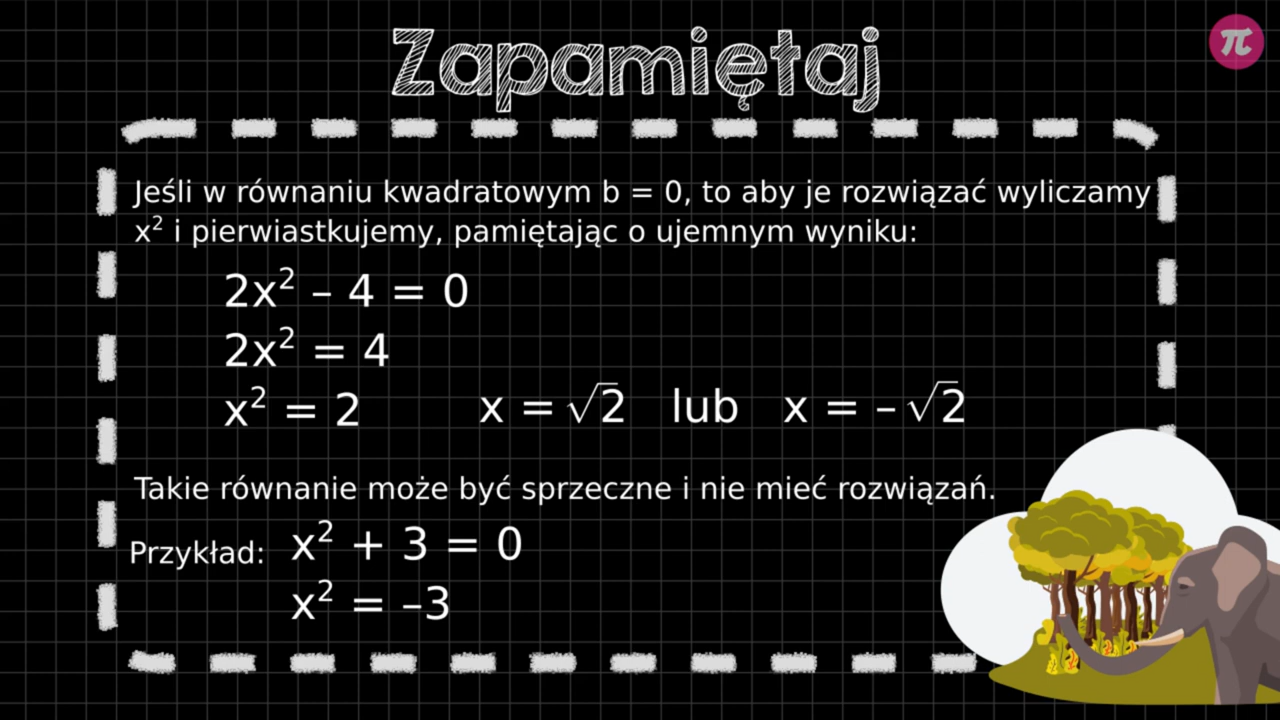 Zapamiętaj
π
Jeśli w równaniu kwadratowym b = 0, to aby je rozwiązać wyliczamy
x² i pierwiastkujemy, pamiętając o ujemnym wyniku:
2x² – 4 = 0
2x² = 4
x² = 2 x = √2 lub x = – √2
Takie równanie może być sprzeczne i nie mieć rozwiązań.
Przykład: x² + 3 = 0
x² = –3